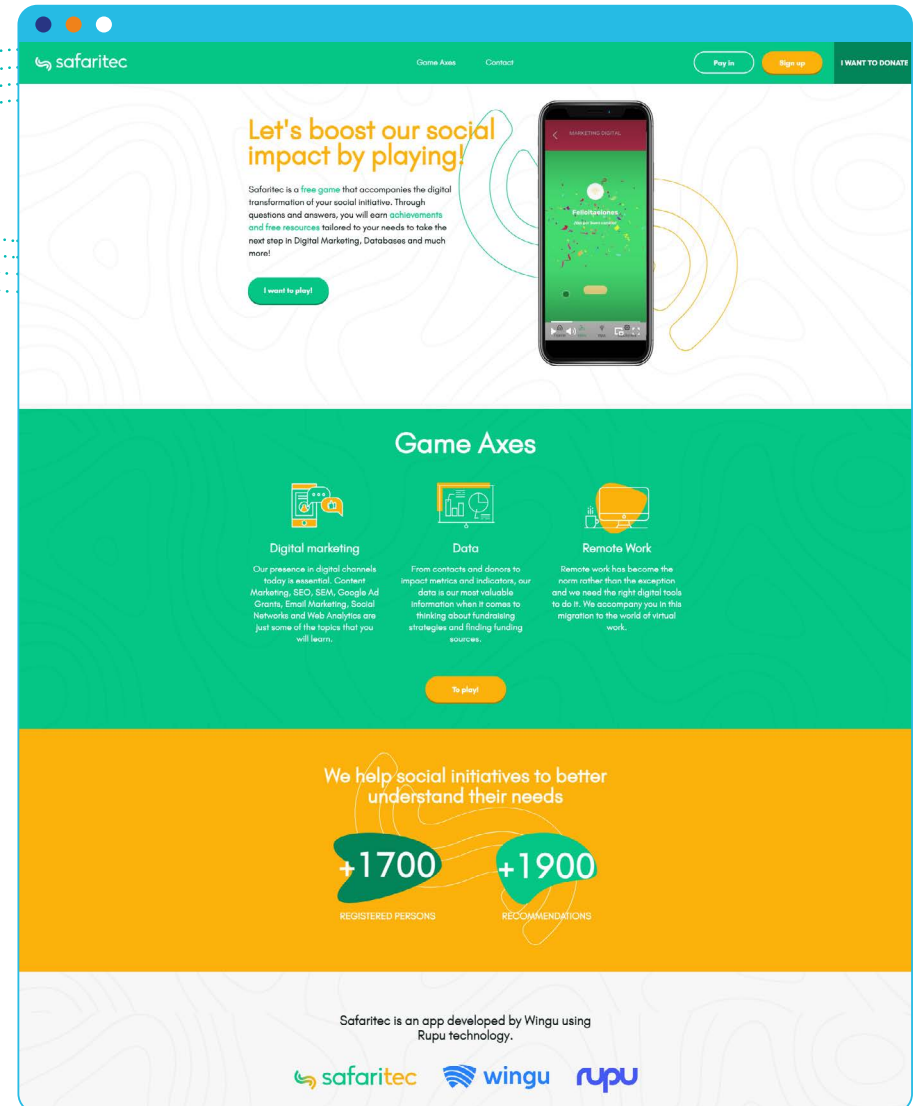 safaritec
Game Axes
Contact
Pay in
Sign up
I WANT TO DONATE
Let's boost our social
impact by playing!
Safaritec is a free game that accompanies the digital
transformation of your social initiative. Through
questions and answers, you will earn achievements
and free resources tailored to your needs to take the
next step in Digital Marketing, Databases and much
more!
I want to play!
MARKETING DIGITAL
Game Axes
Digital marketing
Our presence in digital channels
today is essential. Content
Marketing, SEO, SEM, Google Ad
Grants, Email Marketing, Social
Networks and Web Analytics are
just some of the topics that you
will learn.
Data
From contacts and donors to
impact metrics and indicators, our
data is our most valuable
information when it comes to
thinking about fundraising
strategies and finding funding
sources.
Remote Work
Remote work has become the
norm rather than the exception
and we need the right digital tools
to do it. We accompany you in this
migration to the world of virtual
work.
To play!
We help social initiatives to better
understand their needs
+1700
REGISTERED PERSONS
+1900
RECOMMENDATIONS
Safaritec is an app developed by Wingu using
Rupu technology.
safaritec
wingu
rupu